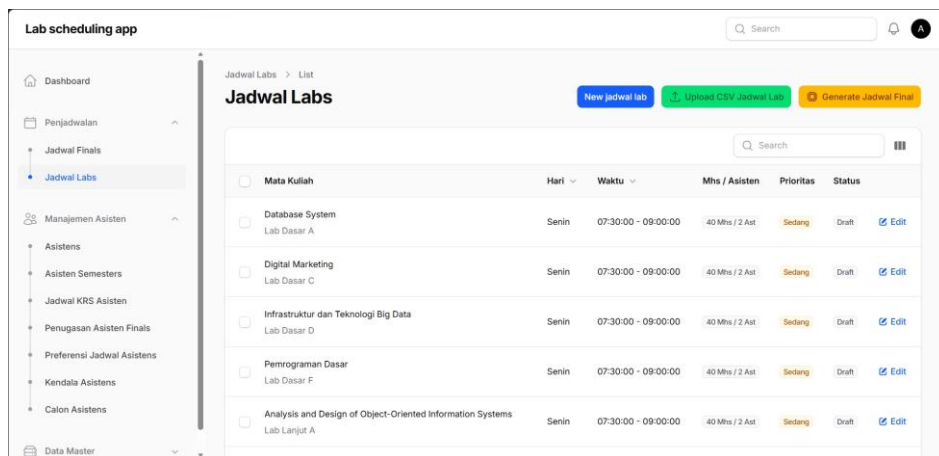 Lab scheduling app
Search
A
Dashboard
Penjadwalan
Jadwal Finals
Jadwal Labs
Manajemen Asisten
Asistens
Asisten Semesters
Jadwal KRS Asisten
Penugasan Asisten Finals
Preferensi Jadwal Asistens
Kendala Asistens
Calon Asistens
Data Master
Jadwal Labs > List
Jadwal Labs
New jadwal lab
Upload CSV Jadwal Lab
Generate Jadwal Final
Search
Mata Kuliah Hari Waktu Mhs / Asisten Prioritas Status
Database System
Lab Dasar A
Senin 07:30:00 - 09:00:00 40 Mhs / 2 Ast Sedang Draft Edit
Digital Marketing
Lab Dasar C
Senin 07:30:00 - 09:00:00 40 Mhs / 2 Ast Sedang Draft Edit
Infrastruktur dan Teknologi Big Data
Lab Dasar D
Senin 07:30:00 - 09:00:00 40 Mhs / 2 Ast Sedang Draft Edit
Pemrograman Dasar
Lab Dasar F
Senin 07:30:00 - 09:00:00 40 Mhs / 2 Ast Sedang Draft Edit
Analysis and Design of Object-Oriented Information Systems
Lab Lanjut A
Senin 07:30:00 - 09:00:00 40 Mhs / 2 Ast Sedang Draft Edit